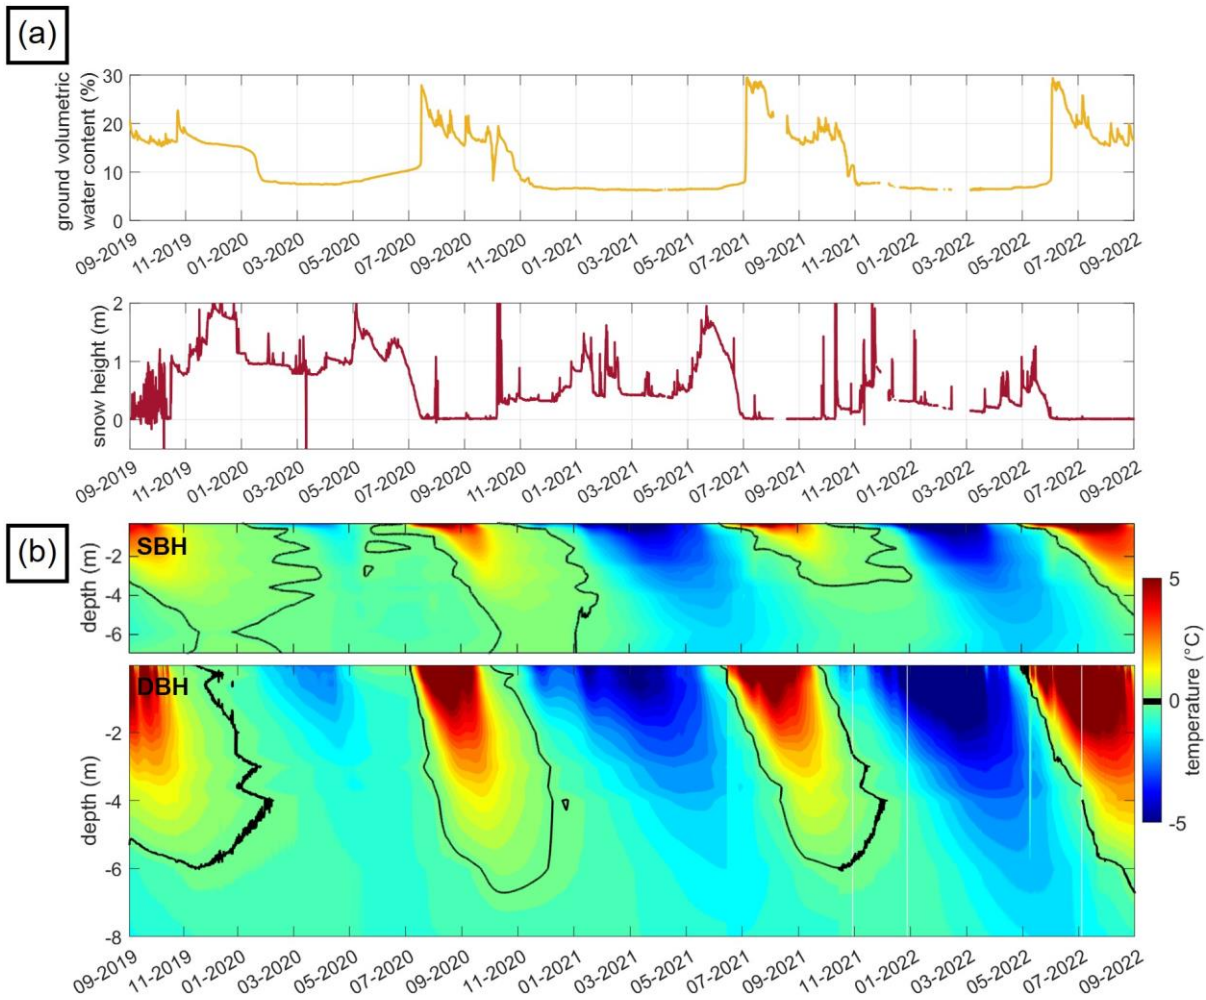 (a)
ground volumetric
water content (%)
30
20
10
0
09-2019 11-2019 01-2020 03-2020 05-2020 07-2020 09-2020 11-2020 01-2021 03-2021 05-2021 07-2021 09-2021 11-2021 01-2022 03-2022 05-2022 07-2022 09-2022
snow height (m)
2
1
0
09-2019 11-2019 01-2020 03-2020 05-2020 07-2020 09-2020 11-2020 01-2021 03-2021 05-2021 07-2021 09-2021 11-2021 01-2022 03-2022 05-2022 07-2022 09-2022
(b)
SBH
depth (m)
-2
-4
-6
DBH
depth (m)
-2
-4
-6
-8
09-2019 11-2019 01-2020 03-2020 05-2020 07-2020 09-2020 11-2020 01-2021 03-2021 05-2021 07-2021 09-2021 11-2021 01-2022 03-2022 05-2022 07-2022 09-2022
5
0
-5
temperature (°C)